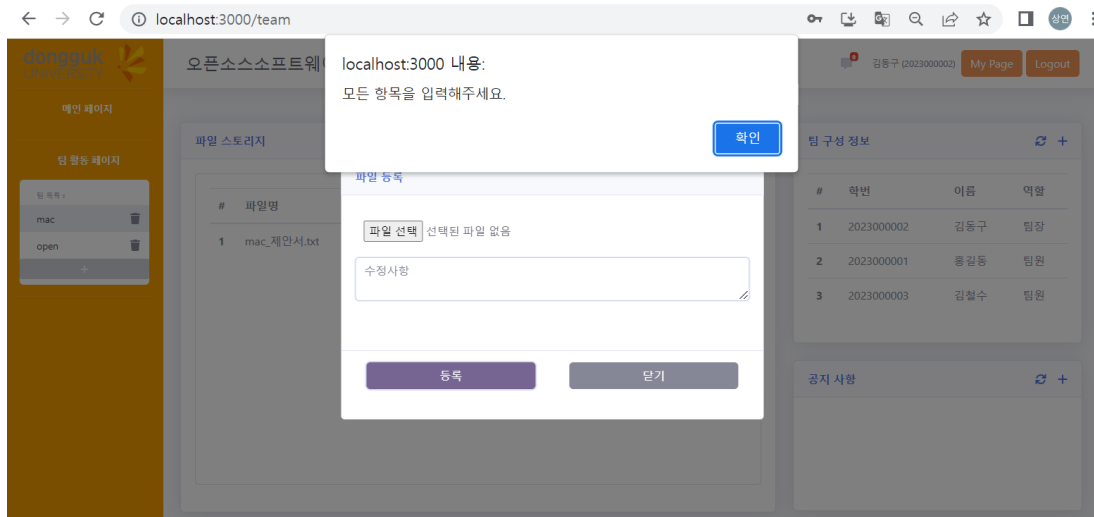 localhost:3000/team
상연
dongguk
UNIVERSITY
메인 페이지
팀 활동 페이지
팀 목록 :
mac
open
+
오픈소스소프트웨
8
김동구 (2023000002)
My Page
Logout
localhost:3000 내용:
모든 항목을 입력해주세요.
확인
파일 스토리지
# 파일명
1 mac_제안서.txt
파일 등록
파일 선택 선택된 파일 없음
수정사항
등록
닫기
팀 구성 정보
+
# 학번 이름 역할
1 2023000002 김동구 팀장
2 2023000001 홍길동 팀원
3 2023000003 김철수 팀원
공지 사항
+